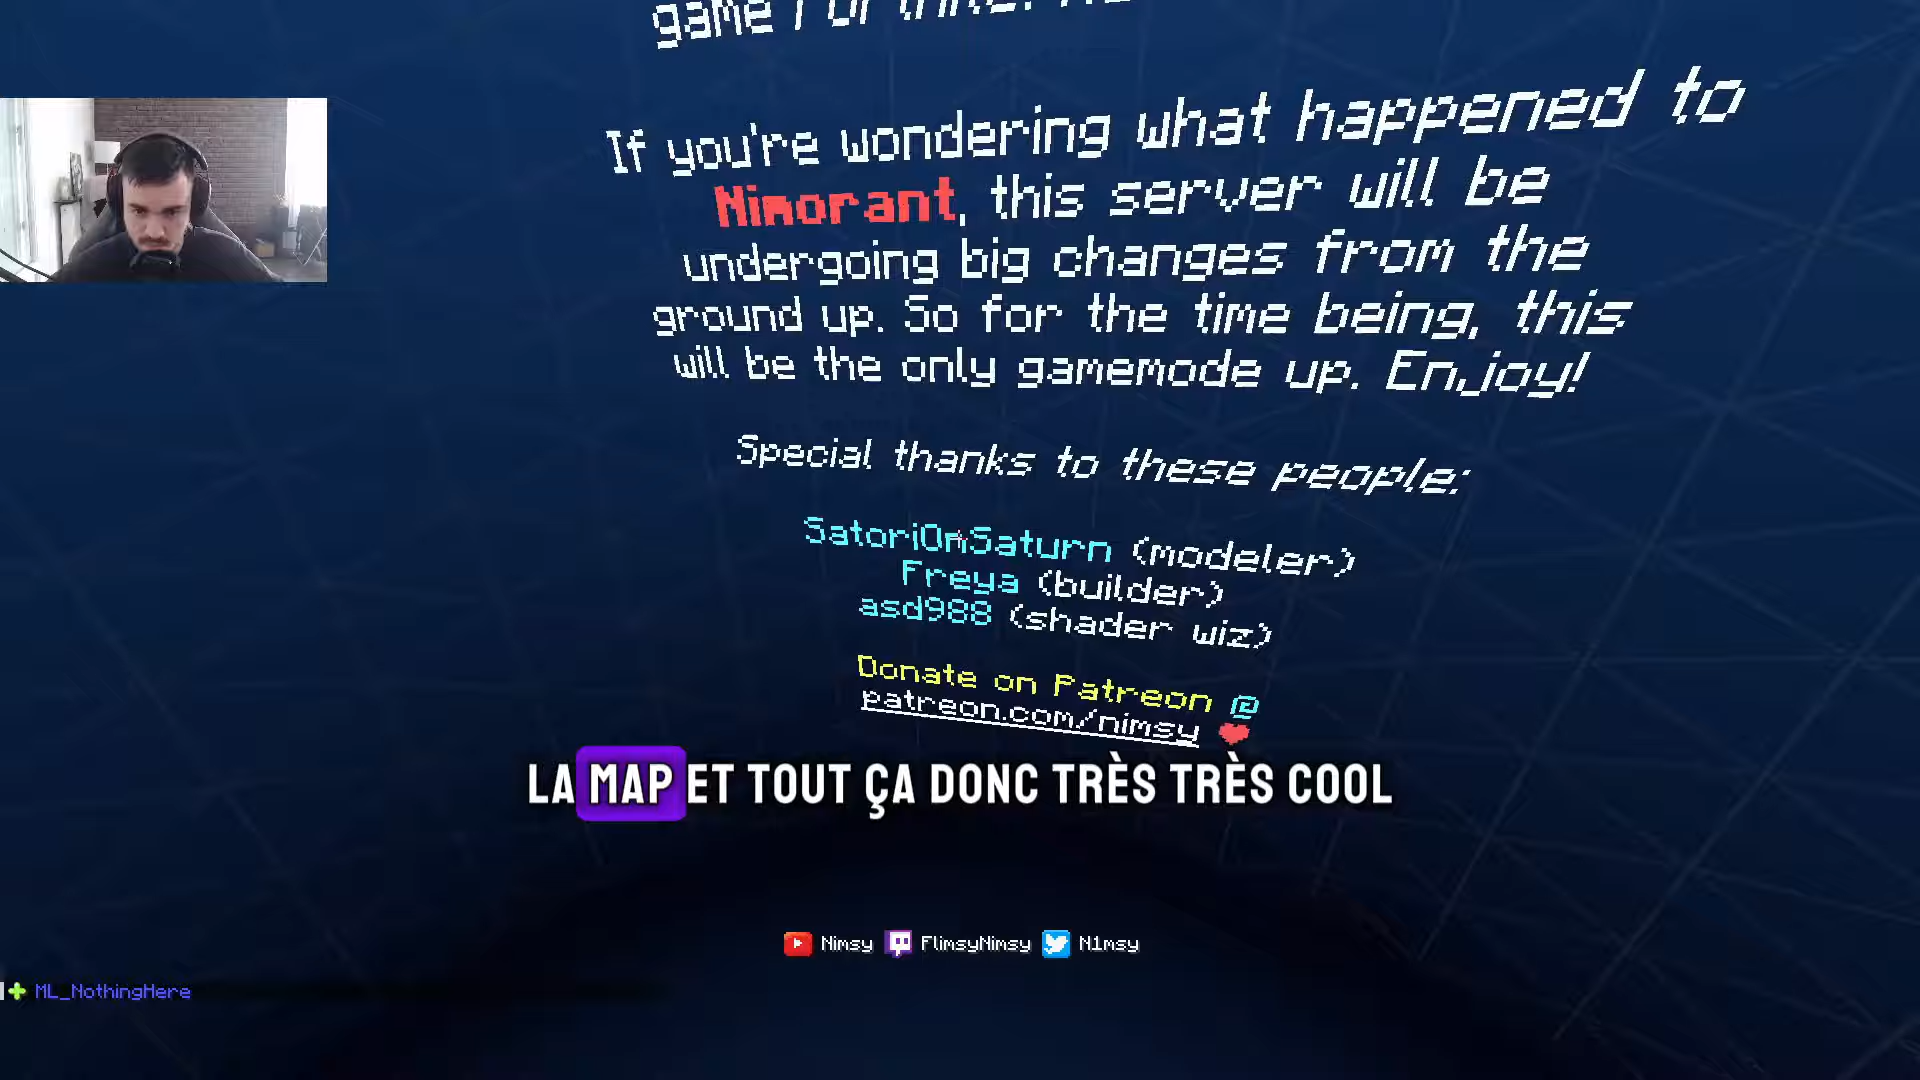 game Fortnite.
If you're wondering what happened to
Nimorant, this server will be
undergoing big changes from the
ground up. So for the time being, this
will be the only gamemode up. Enjoy!
Special thanks to these people:
SatoriOnSaturn (modeler)
Freya (builder)
asd988 (shader wiz)
Donate on Patreon @
patreon.com/nimsy ❤
LA MAP ET TOUT ÇA DONC TRÈS TRÈS COOL
Nimsy FlimsyNimsy N1msy
+ ML_NothingHere